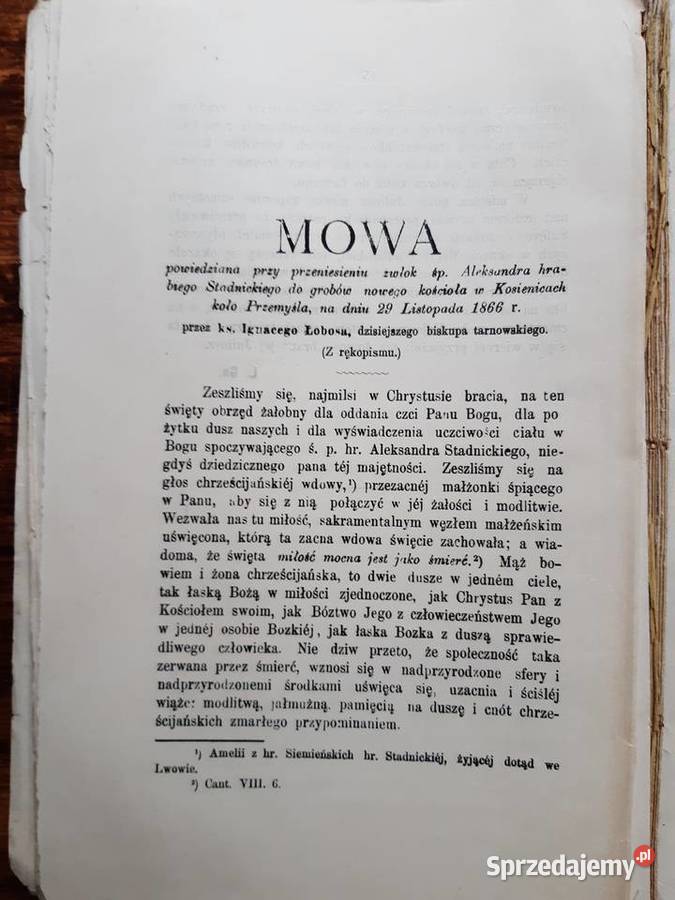 MOWA
powiedziana przy przeniesieniu zwłok śp. Aleksandra hra-
biego Stadnickiego do grobów nowego kościoła w Kosienicach
koło Przemyśla, na dniu 29 Listopada 1866 r.
przez ks. Ignacego Łobosa, dzisiejszego biskupa tarnowskiego.
(Z rękopismu.)
Zeszliśmy się, najmilsi w Chrystusie bracia, na ten
święty obrzęd żałobny dla oddania czci Panu Bogu, dla po
żytku dusz naszych i dla wyświadczenia uczciwości ciału w
Bogu spoczywającego ś. p. hr. Aleksandra Stadnickiego, nie-
gdyś dziedzicznego pana téj majętności. Zeszliśmy się na
głos chrześcijańskiéj wdowy,¹) przezacnéj małżonki śpiącego
w Panu, aby się z nią połączyć w jéj żałości i modlitwie.
Wezwała nas tu miłość, sakramentalnym węzłem małżeńskim
uświęcona, którą ta zacna wdowa święcie zachowała; a wia-
doma, że święta miłość mocna jest jako śmierć.²) Mąż bo-
wiem i żona chrześcijańska, to dwie dusze w jedném ciele,
tak łaską Bożą w miłości zjednoczone, jak Chrystus Pan z
Kościołem swoim, jak Bóztwo Jego z człowieczeństwem Jego
w jednéj osobie Bozkiéj, jak łaska Bozka z duszą sprawie-
dliwego człowieka. Nie dziw przeto, że społeczność taka
zerwana przez śmierć, wznosi się w nadprzyrodzone sfery i
nadprzyrodzonemi środkami uświęca się, uzacnia i ściśléj
wiąże: modlitwą, jałmużną, pamięcią na duszę i cnót chrze-
ścijańskich zmarłego przypominaniem.
¹) Amelii z hr. Siemieńskich hr. Stadnickiéj, żyjącéj dotąd we
Lwowie.
²) Cant. VIII. 6.
Sprzedajemy.pl